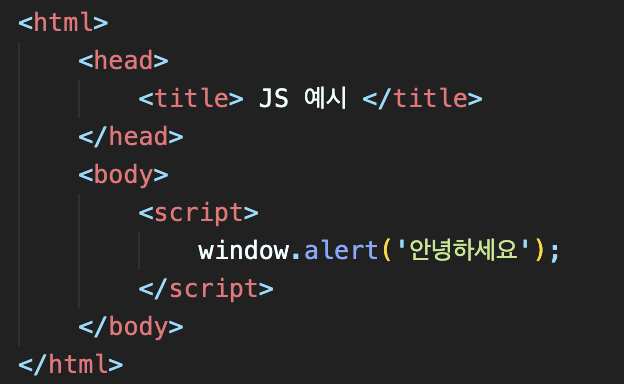 <html>
<head>
<title> JS 예시 </title>
</head>
<body>
<script>
window.alert('안녕하세요');
</script>
</body>
</html>